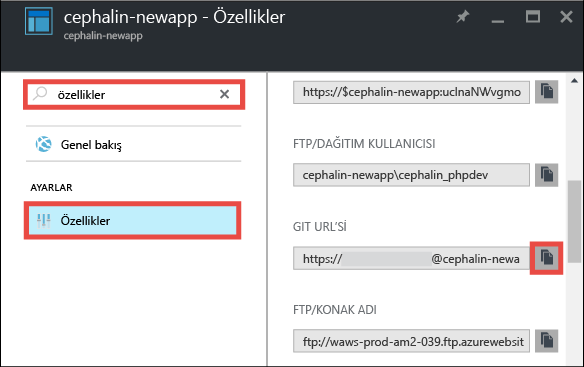 cephalin-newapp - Özellikler
cephalin-newapp
özellikler
Genel bakış
AYARLAR
Özellikler
https://$cephalin-newapp:uclnaNWvgmo
FTP/DAĞITIM KULLANICISI
cephalin-newapp\cephalin_phpdev
GIT URL'Sİ
https:// @cephalin-newa
FTP/KONAK ADI
ftp://waws-prod-am2-039.ftp.azurewebsit